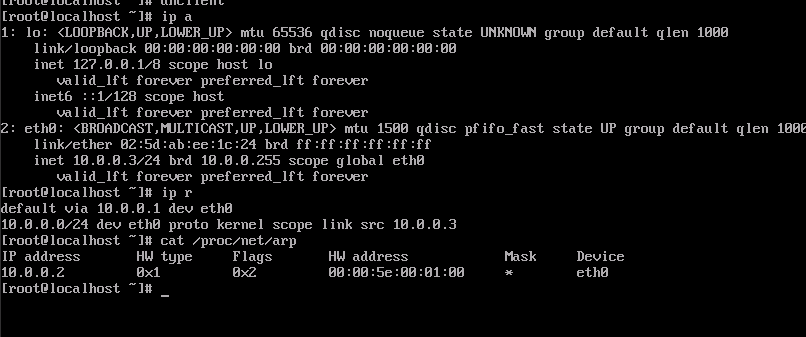 [root@localhost ~]# dhclient
[root@localhost ~]# ip a
1: lo: <LOOPBACK,UP,LOWER_UP> mtu 65536 qdisc noqueue state UNKNOWN group default qlen 1000
    link/loopback 00:00:00:00:00:00 brd 00:00:00:00:00:00
    inet 127.0.0.1/8 scope host lo
       valid_lft forever preferred_lft forever
    inet6 ::1/128 scope host
       valid_lft forever preferred_lft forever
2: eth0: <BROADCAST,MULTICAST,UP,LOWER_UP> mtu 1500 qdisc pfifo_fast state UP group default qlen 1000
    link/ether 02:5d:ab:ee:1c:24 brd ff:ff:ff:ff:ff:ff
    inet 10.0.0.3/24 brd 10.0.0.255 scope global eth0
       valid_lft forever preferred_lft forever
[root@localhost ~]# ip r
default via 10.0.0.1 dev eth0
10.0.0.0/24 dev eth0 proto kernel scope link src 10.0.0.3
[root@localhost ~]# cat /proc/net/arp
IP address       HW type     Flags       HW address            Mask     Device
10.0.0.2         0x1         0x2         00:00:5e:00:01:00     *        eth0
[root@localhost ~]# _